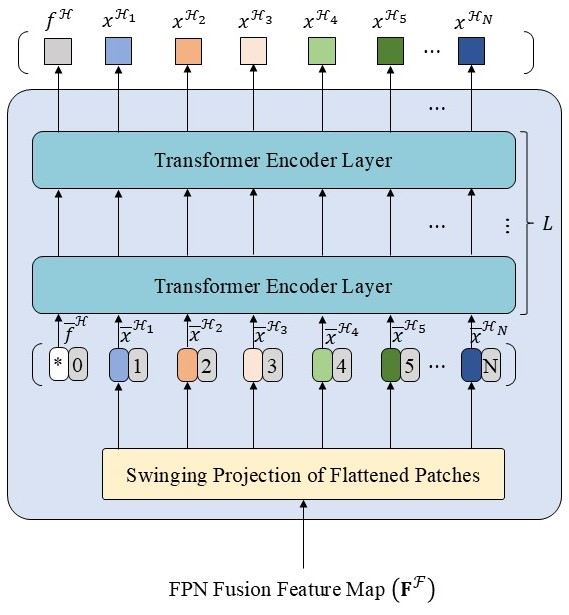 ( f^ℋ x^ℋ1 x^ℋ2 x^ℋ3 x^ℋ4 x^ℋ5 ... x^ℋN )
...
Transformer Encoder Layer
... ⋮ L
Transformer Encoder Layer
f̅^ℋ x̅^ℋ1 x̅^ℋ2 x̅^ℋ3 x̅^ℋ4 x̅^ℋ5 x̅^ℋN
( * 0 1 2 3 4 5 ... N )
Swinging Projection of Flattened Patches
FPN Fusion Feature Map (𝐅^ℱ)